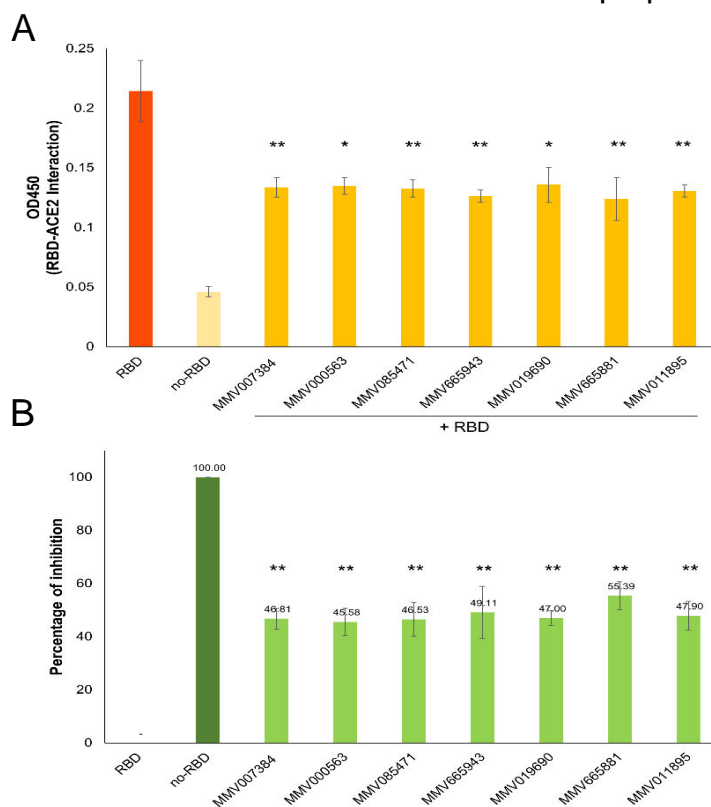 A
0.25
0.2
0.15
0.1
0.05
0
OD450
(RBD-ACE2 Interaction)
** * ** ** * ** **
RBD
no-RBD
MMV007384
MMV000563
MMV085471
MMV665943
MMV019690
MMV665881
MMV011895
+ RBD
B
100
80
60
40
20
0
Percentage of inhibition
-
100.00
** ** ** ** ** ** **
46.81
45.58
46.53
49.11
47.00
55.39
47.90
RBD
no-RBD
MMV007384
MMV000563
MMV085471
MMV665943
MMV019690
MMV665881
MMV011895